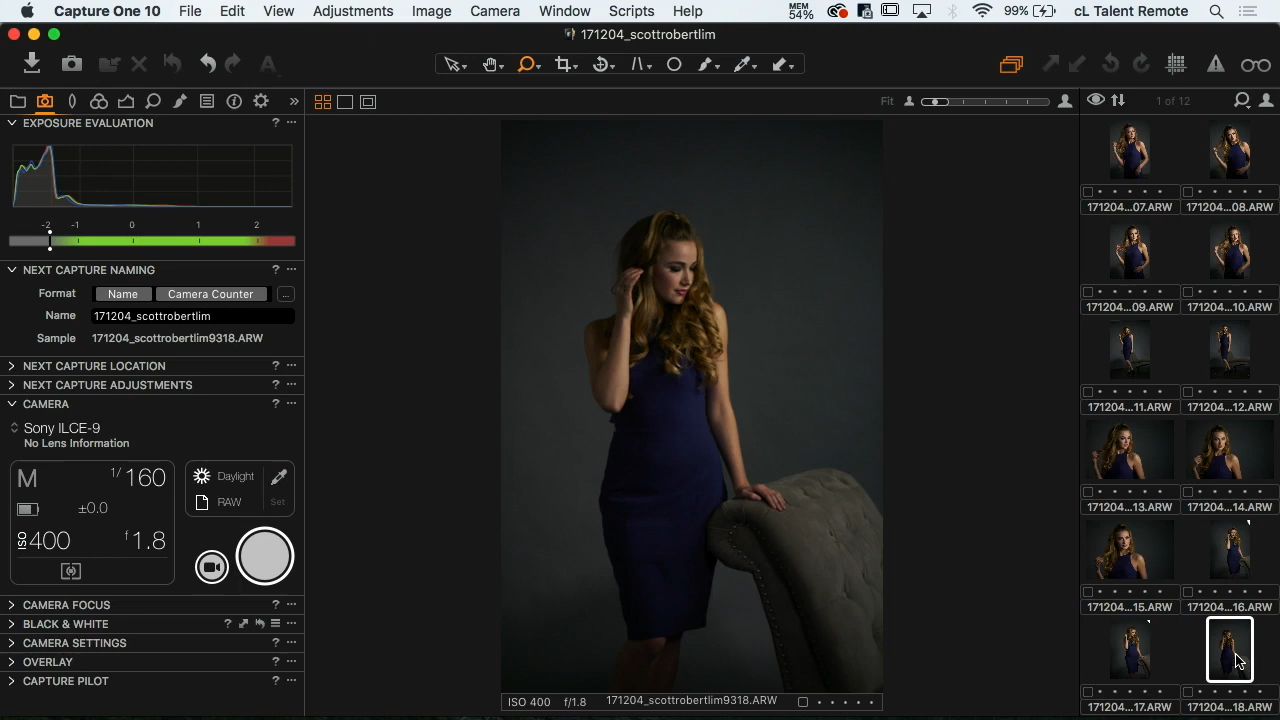 Capture One 10 File Edit View Adjustments Image Camera Window Scripts Help MEM 54% 99% cL Talent Remote
171204_scottrobertlim
Fit 1 of 12
EXPOSURE EVALUATION ? ...
-2 -1 0 1 2
NEXT CAPTURE NAMING ? ...
Format Name Camera Counter ...
Name 171204_scottrobertlim
Sample 171204_scottrobertlim9318.ARW
NEXT CAPTURE LOCATION ? ...
NEXT CAPTURE ADJUSTMENTS ? ...
CAMERA ? ...
Sony ILCE-9
No Lens Information
M 1/160
±0.0
ISO 400 f1.8
Daylight
RAW Set
CAMERA FOCUS ? ...
BLACK & WHITE ? ...
CAMERA SETTINGS ? ...
OVERLAY ? ...
CAPTURE PILOT ? ...
ISO 400 f/1.8 171204_scottrobertlim9318.ARW
171204...07.ARW 171204...08.ARW
171204...09.ARW 171204...10.ARW
171204...11.ARW 171204...12.ARW
171204...13.ARW 171204...14.ARW
171204...15.ARW 171204...16.ARW
171204...17.ARW 171204...18.ARW